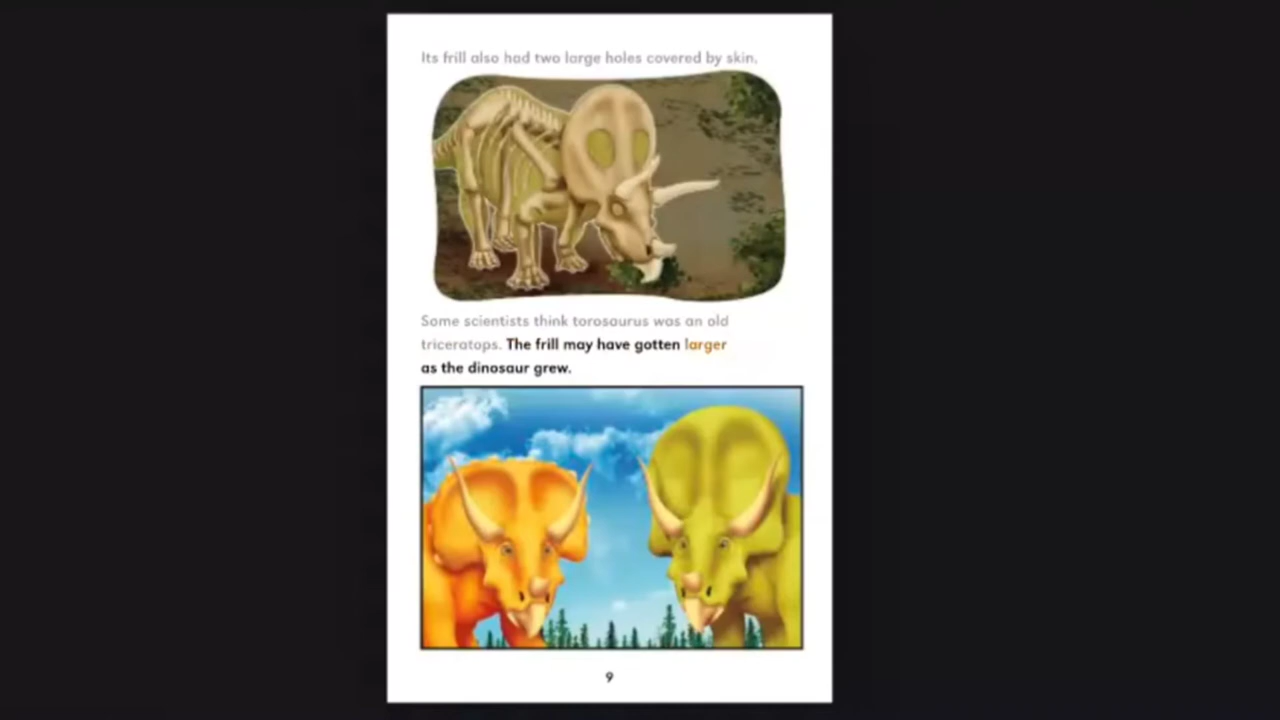 Its frill also had two large holes covered by skin.
Some scientists think torosaurus was an old
triceratops. The frill may have gotten larger
as the dinosaur grew.
9